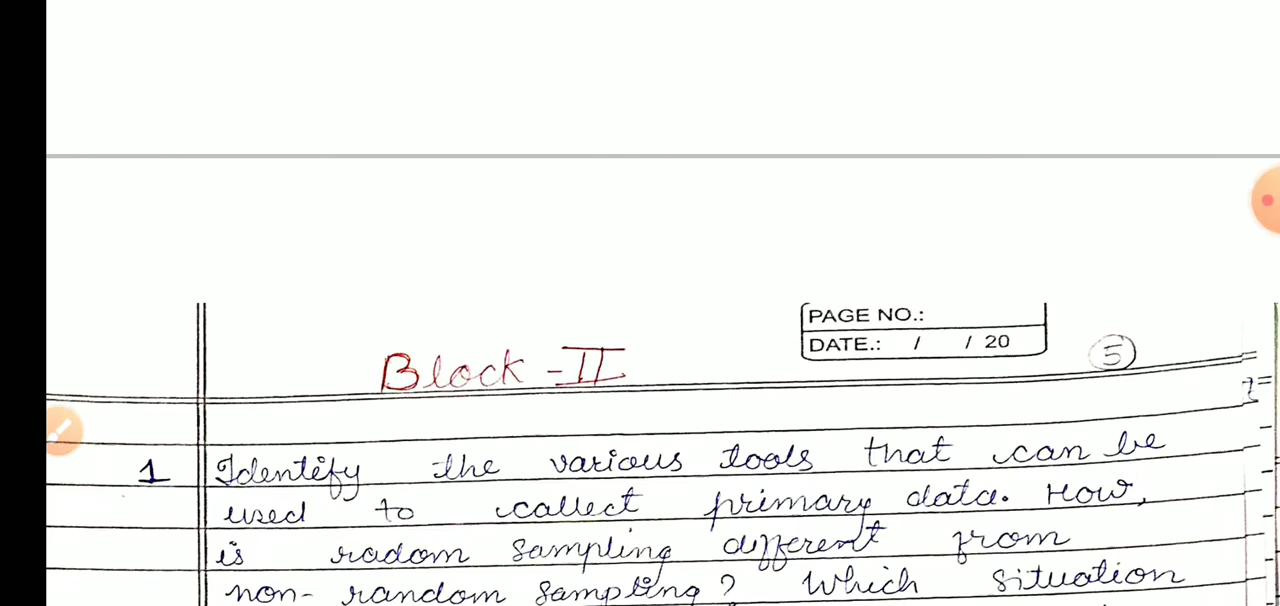 PAGE NO.:
DATE.: / / 20
5
Block - II
1 Identify the various tools that can be
used to collect primary data. How,
is radom sampling different from
non- random sampling? Which situation